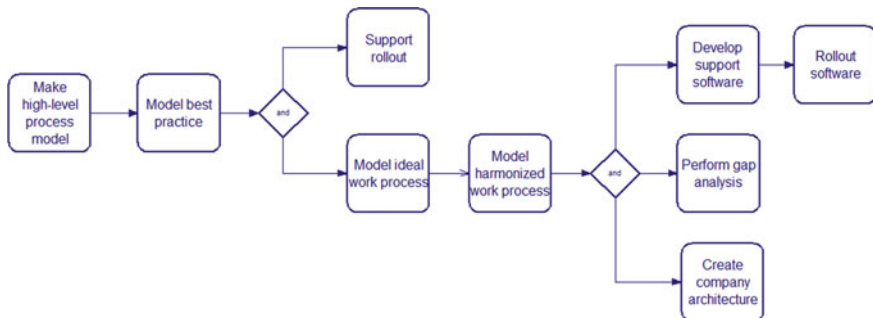 Make
high-level
process
model
Model best
practice
and
Support
rollout
Model ideal
work process
Model
harmonized
work process
and
Develop
support
software
Rollout
software
Perform gap
analysis
Create
company
architecture